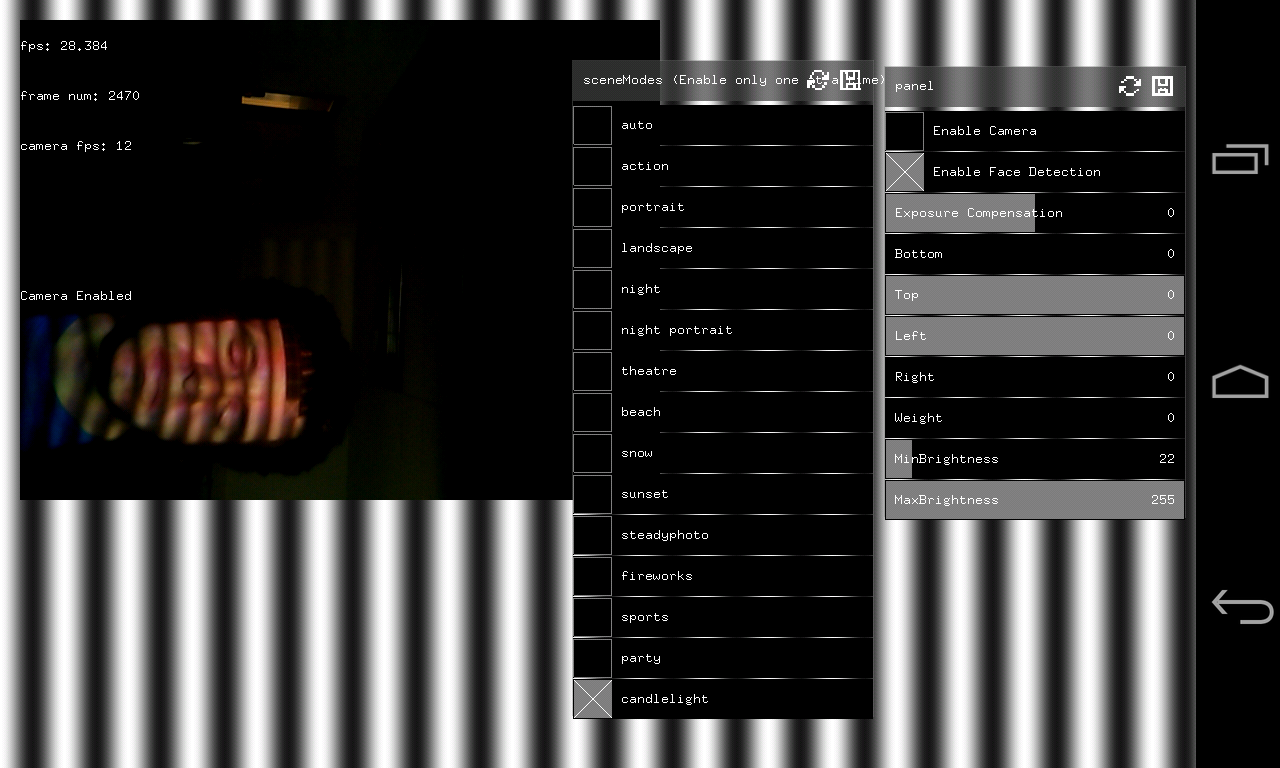 fps: 28.384
frame num: 2470
camera fps: 12
Camera Enabled
sceneModes (Enable only one at a time)
auto
action
portrait
landscape
night
night portrait
theatre
beach
snow
sunset
steadyphoto
fireworks
sports
party
candlelight
panel
Enable Camera
Enable Face Detection
Exposure Compensation 0
Bottom 0
Top 0
Left 0
Right 0
Weight 0
MinBrightness 22
MaxBrightness 255